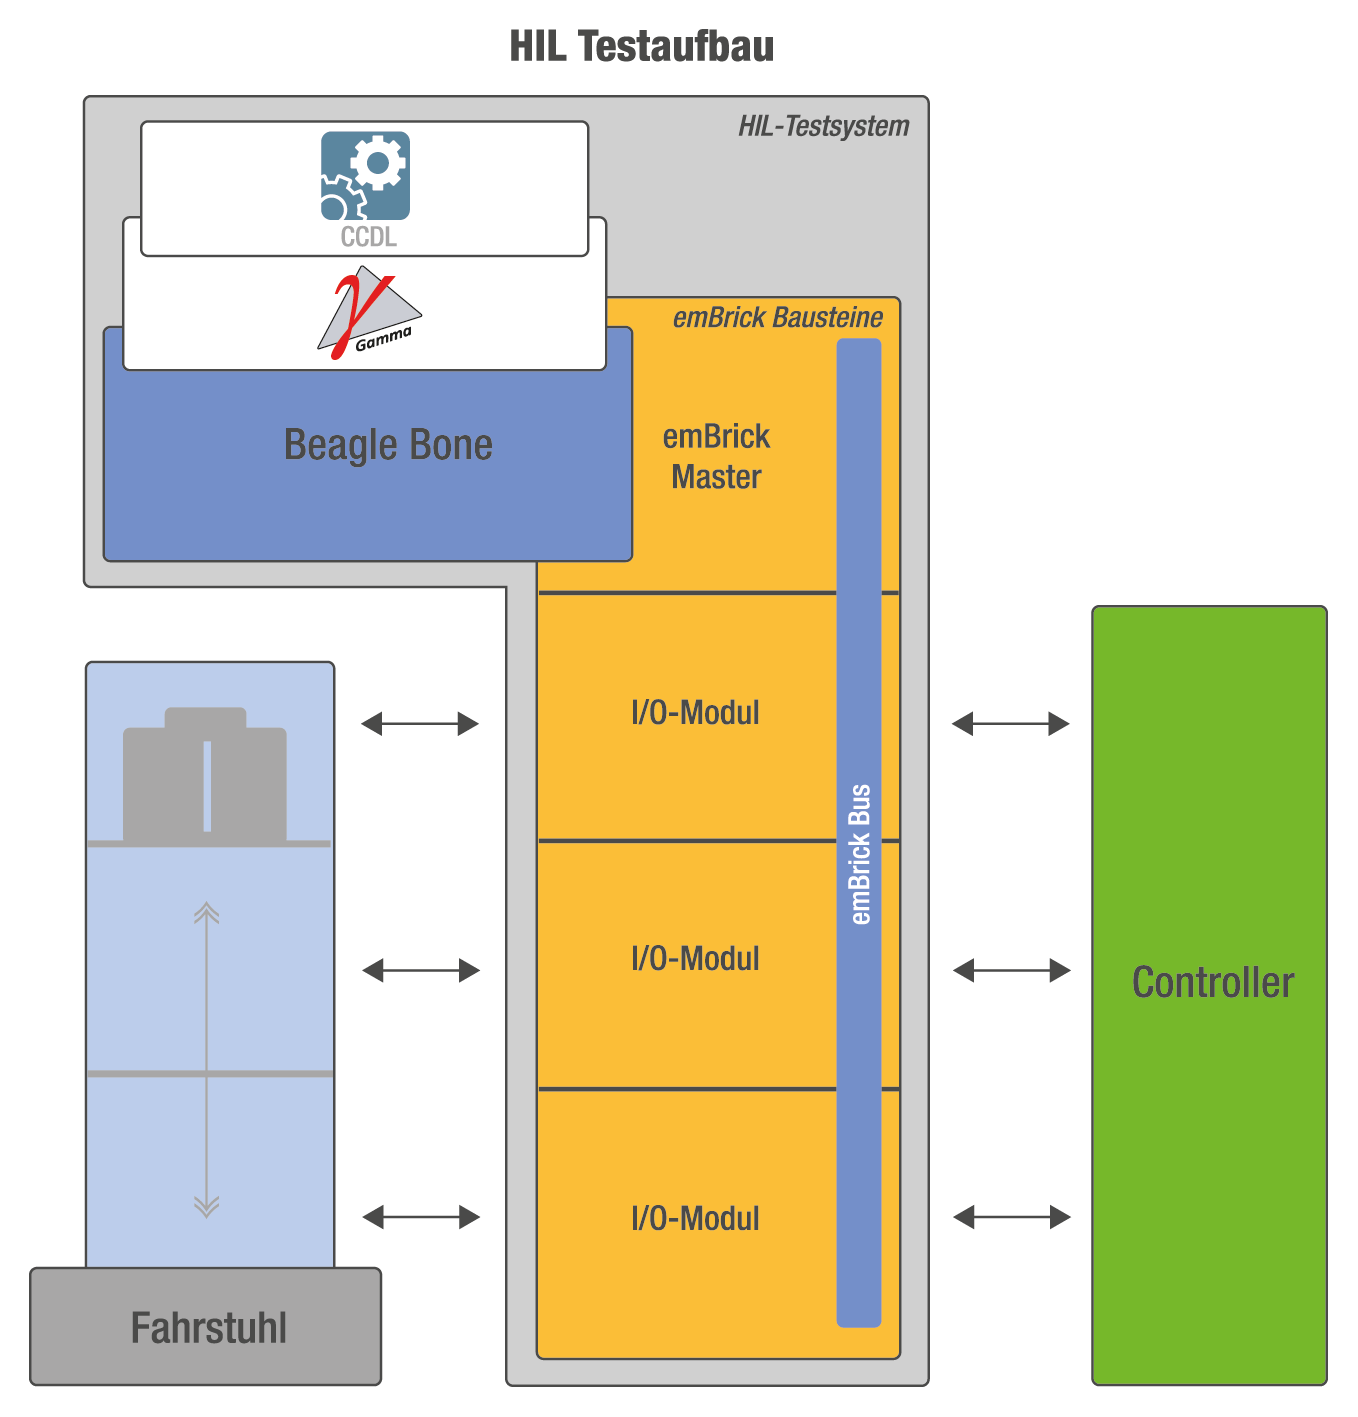 HIL Testaufbau
HIL-Testsystem
CCDL
γ
Gamma
emBrick Bausteine
Beagle Bone
emBrick
Master
I/O-Modul
I/O-Modul
I/O-Modul
emBrick Bus
Controller
Fahrstuhl